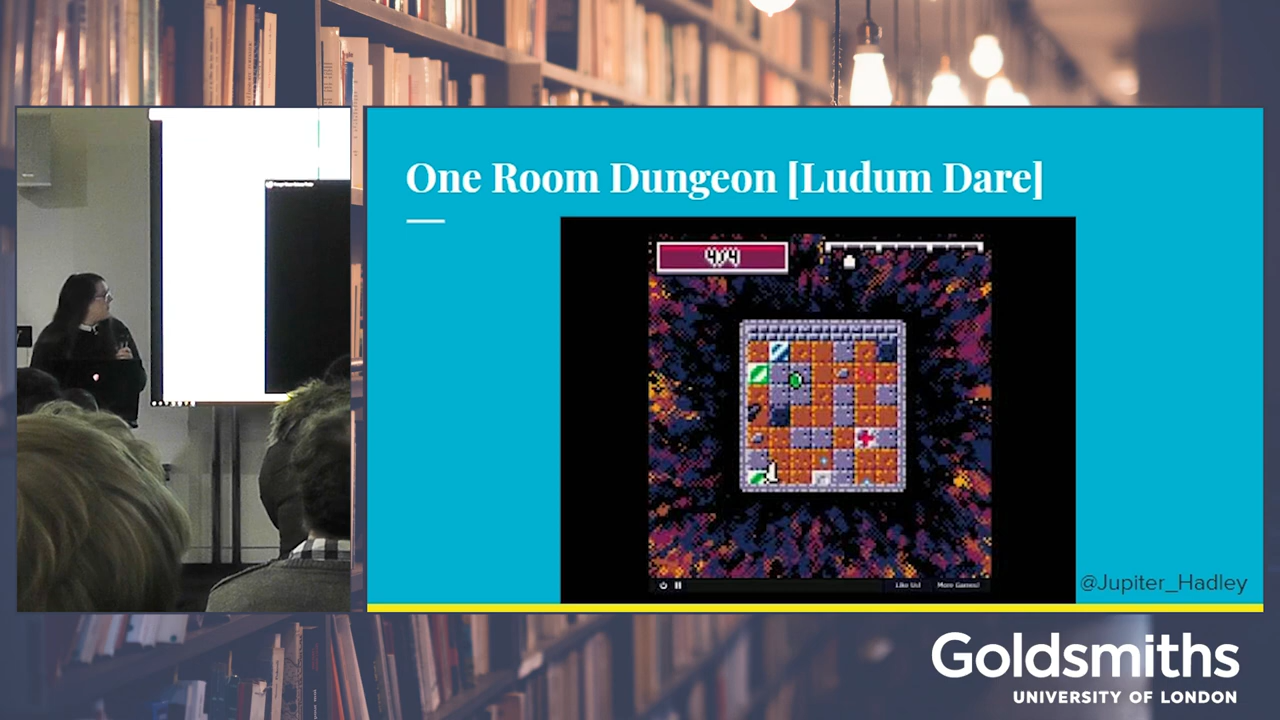 One Room Dungeon [Ludum Dare]
4/4
Like Us!
More Games!
@Jupiter_Hadley
Goldsmiths
UNIVERSITY OF LONDON